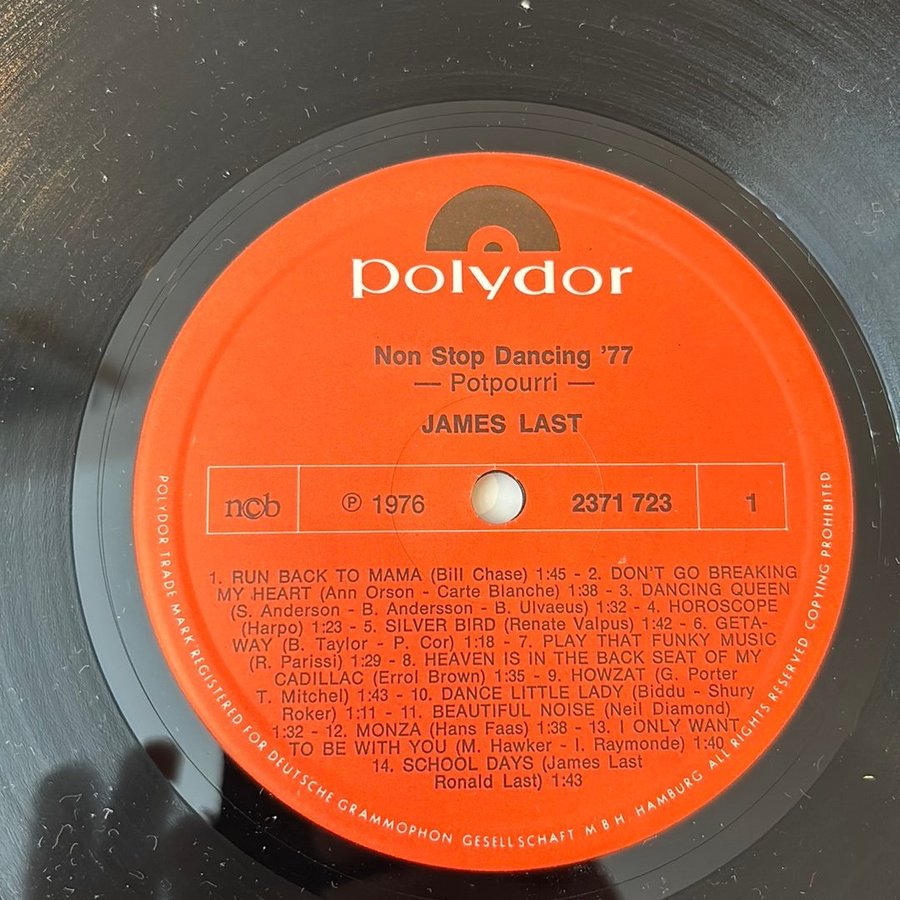 polydor
Non Stop Dancing '77
— Potpourri —
JAMES LAST
ncb ℗ 1976 2371 723 1
1. RUN BACK TO MAMA (Bill Chase) 1:45 - 2. DON'T GO BREAKING
MY HEART (Ann Orson - Carte Blanche) 1:38 - 3. DANCING QUEEN
(S. Anderson - B. Andersson - B. Ulvaeus) 1:32 - 4. HOROSCOPE
(Harpo) 1:23 - 5. SILVER BIRD (Renate Valpus) 1:42 - 6. GETA-
WAY (B. Taylor - P. Cor) 1:18 - 7. PLAY THAT FUNKY MUSIC
(R. Parissi) 1:29 - 8. HEAVEN IS IN THE BACK SEAT OF MY
CADILLAC (Errol Brown) 1:35 - 9. HOWZAT (G. Porter
T. Mitchel) 1:43 - 10. DANCE LITTLE LADY (Biddu - Shury
Roker) 1:11 - 11. BEAUTIFUL NOISE (Neil Diamond)
1:32 - 12. MONZA (Hans Faas) 1:38 - 13. I ONLY WANT
TO BE WITH YOU (M. Hawker - I. Raymonde) 1:40
14. SCHOOL DAYS (James Last
Ronald Last) 1:43
POLYDOR TRADE MARK REGISTERED FOR DEUTSCHE GRAMMOPHON GESELLSCHAFT M B H HAMBURG ALL RIGHTS RESERVED COPYING PROHIBITED